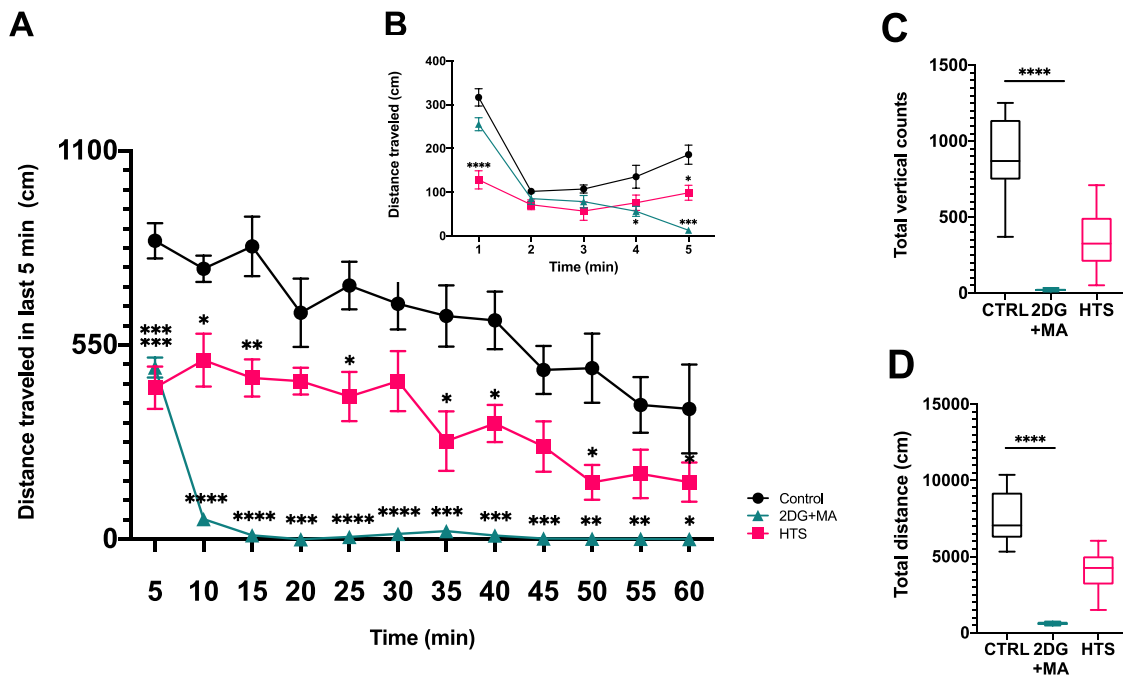 A
Distance traveled in last 5 min (cm)
1100
550
0
***
***
*
**
*
*
*
*
*
****
****
***
****
****
***
***
***
**
**
*
5 10 15 20 25 30 35 40 45 50 55 60
Time (min)
Control
2DG+MA
HTS
B
Distance traveled (cm)
400
300
200
100
0
****
*
*
***
1 2 3 4 5
Time (min)
C
Total vertical counts
1500
1000
500
0
****
CTRL 2DG HTS
+MA
D
Total distance (cm)
15000
10000
5000
0
****
CTRL 2DG HTS
+MA